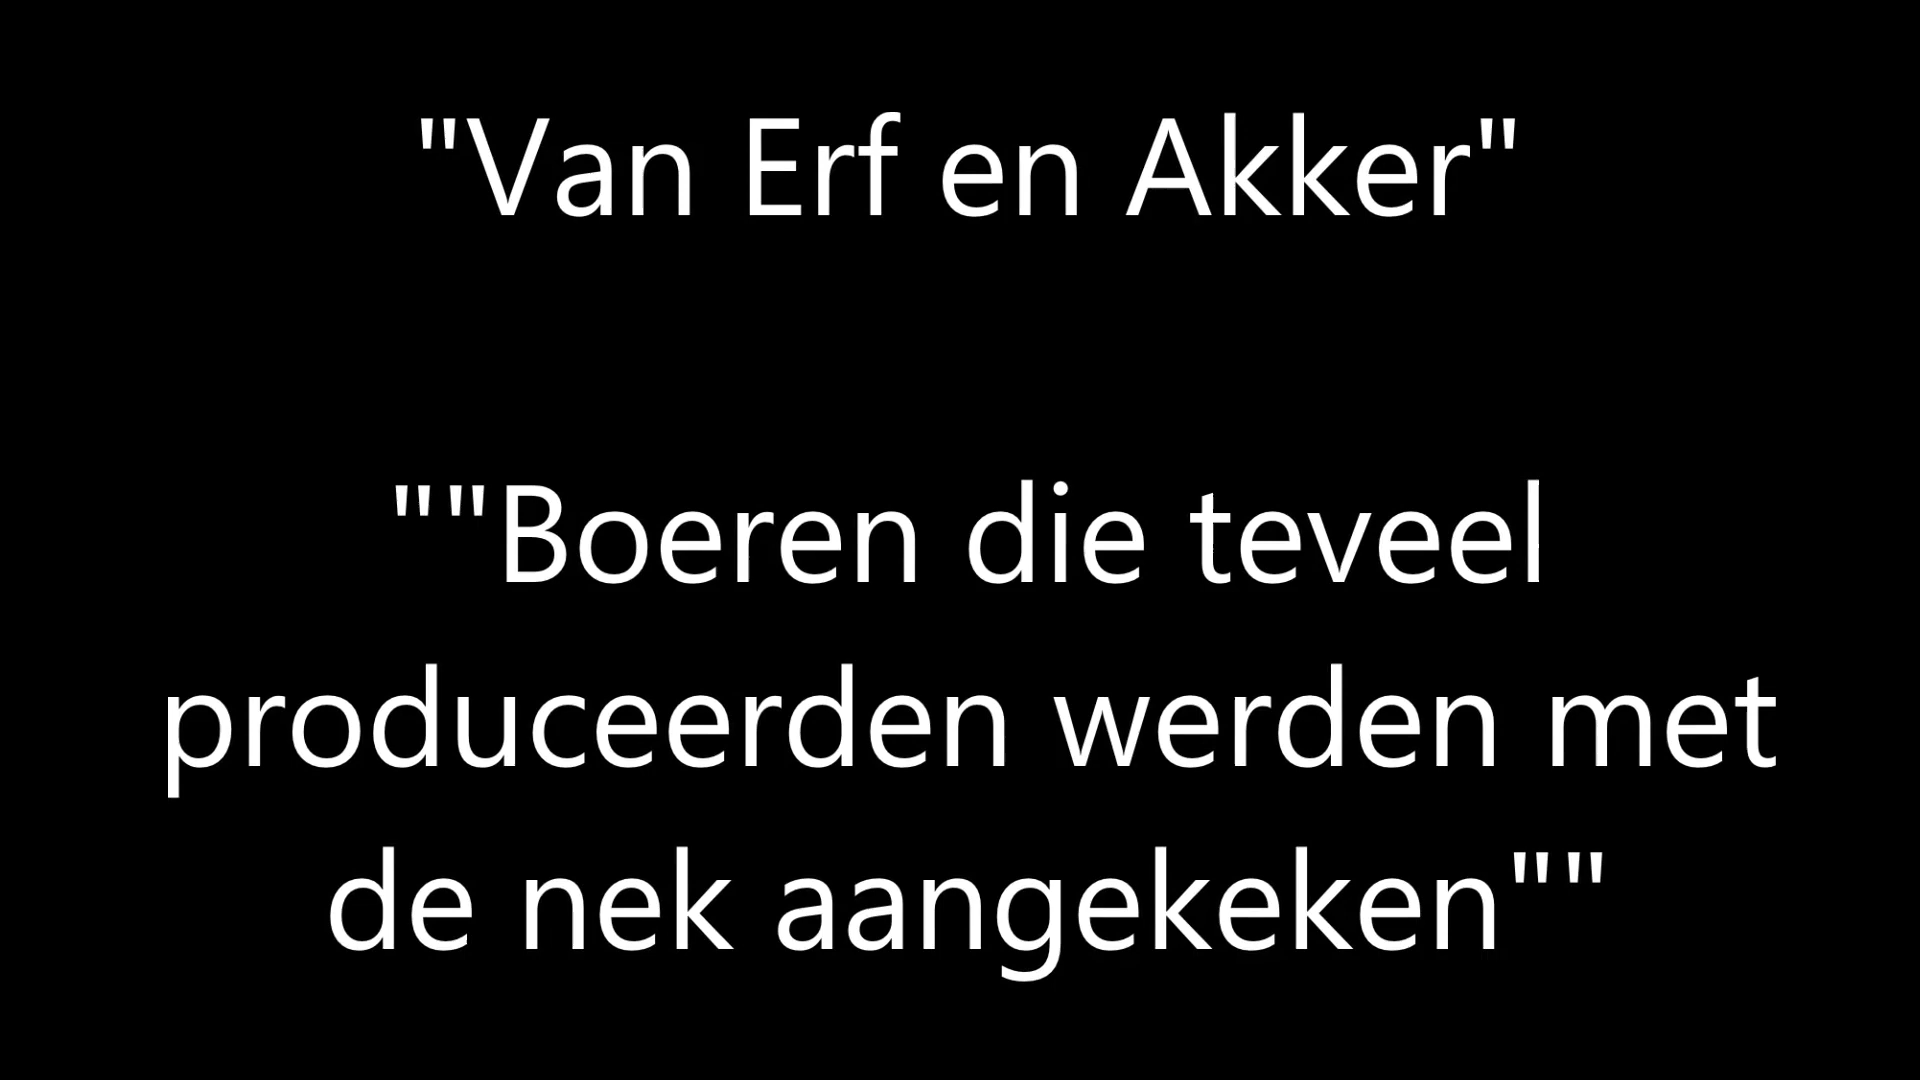 "Van Erf en Akker"
""Boeren die teveel
produceerden werden met
de nek aangekeken""